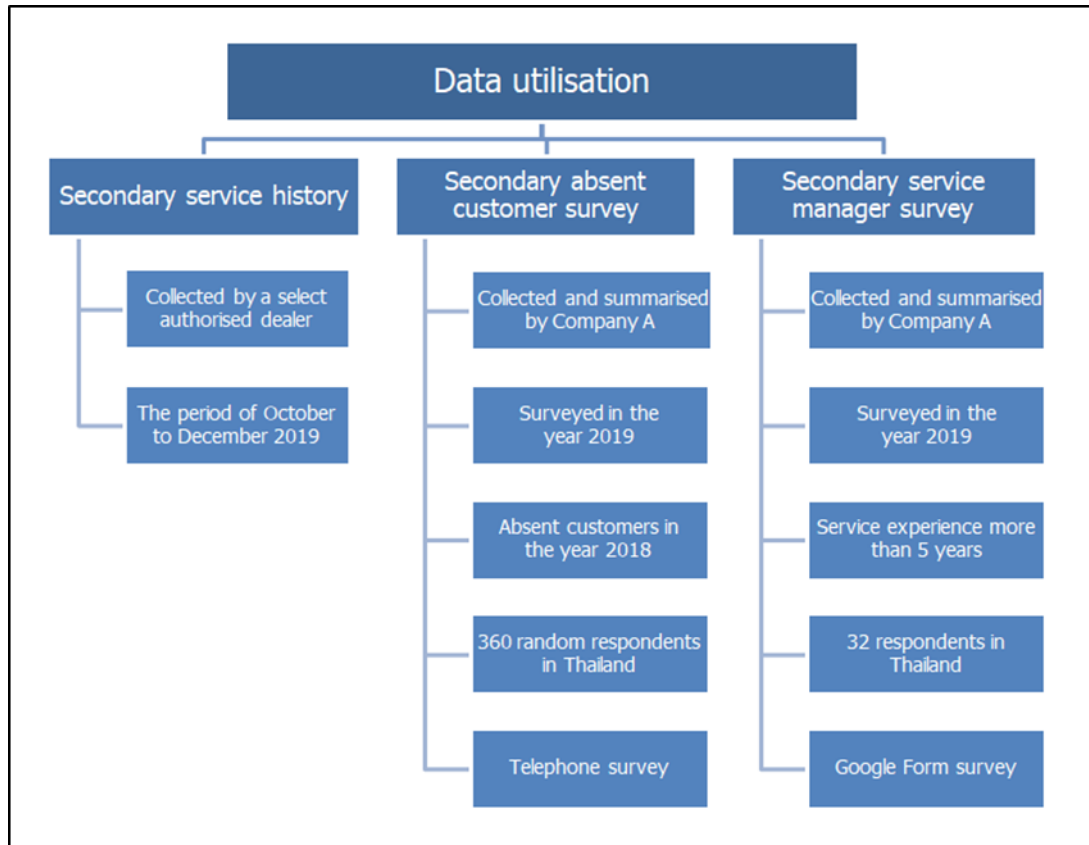 Data utilisation
Secondary service history
Collected by a select
authorised dealer
The period of October
to December 2019
Secondary absent
customer survey
Collected and summarised
by Company A
Surveyed in the
year 2019
Absent customers in
the year 2018
360 random respondents
in Thailand
Telephone survey
Secondary service
manager survey
Collected and summarised
by Company A
Surveyed in the
year 2019
Service experience more
than 5 years
32 respondents in
Thailand
Google Form survey